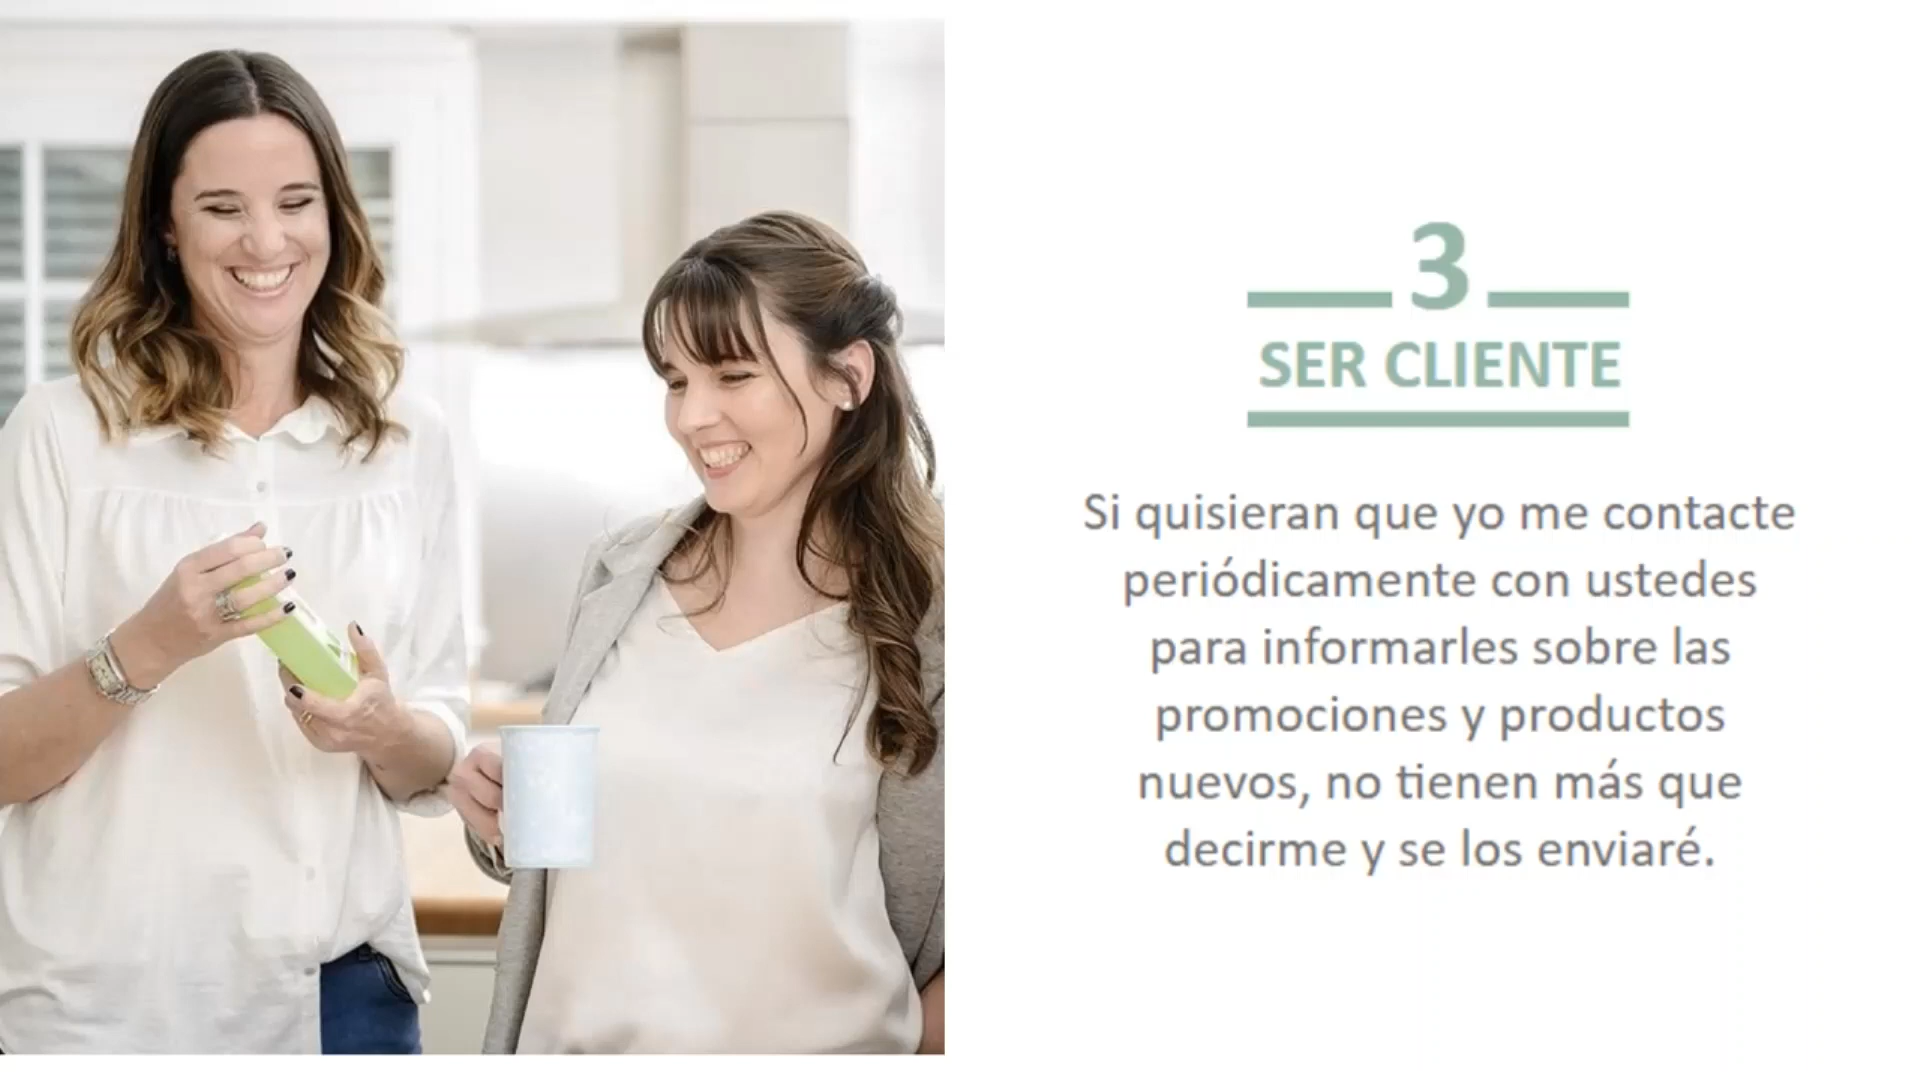 3
SER CLIENTE
Si quisieran que yo me contacte
periódicamente con ustedes
para informarles sobre las
promociones y productos
nuevos, no tienen más que
decirme y se los enviaré.